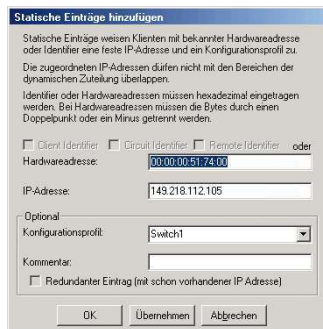 Statische Einträge hinzufügen
Statische Einträge weisen Klienten mit bekannter Hardwareadresse
oder Identifier eine feste IP-Adresse und ein Konfigurationsprofil zu.
Die zugeordneten IP-Adressen dürfen nicht mit den Bereichen der
dynamischen Zuteilung überlappen.
Identifier oder Hardwareadressen müssen hexadezimal eingetragen
werden. Bei Hardwareadressen müssen die Bytes durch einen
Doppelpunkt oder ein Minus getrennt werden.
Client Identifier Circuit Identifier Remote Identifier oder
Hardwareadresse: 00:00:00:51:74:00
IP-Adresse: 149.218.112.105
Optional
Konfigurationsprofil: Switch1
Kommentar:
Redundanter Eintrag (mit schon vorhandener IP Adresse)
OK Übernehmen Abbrechen